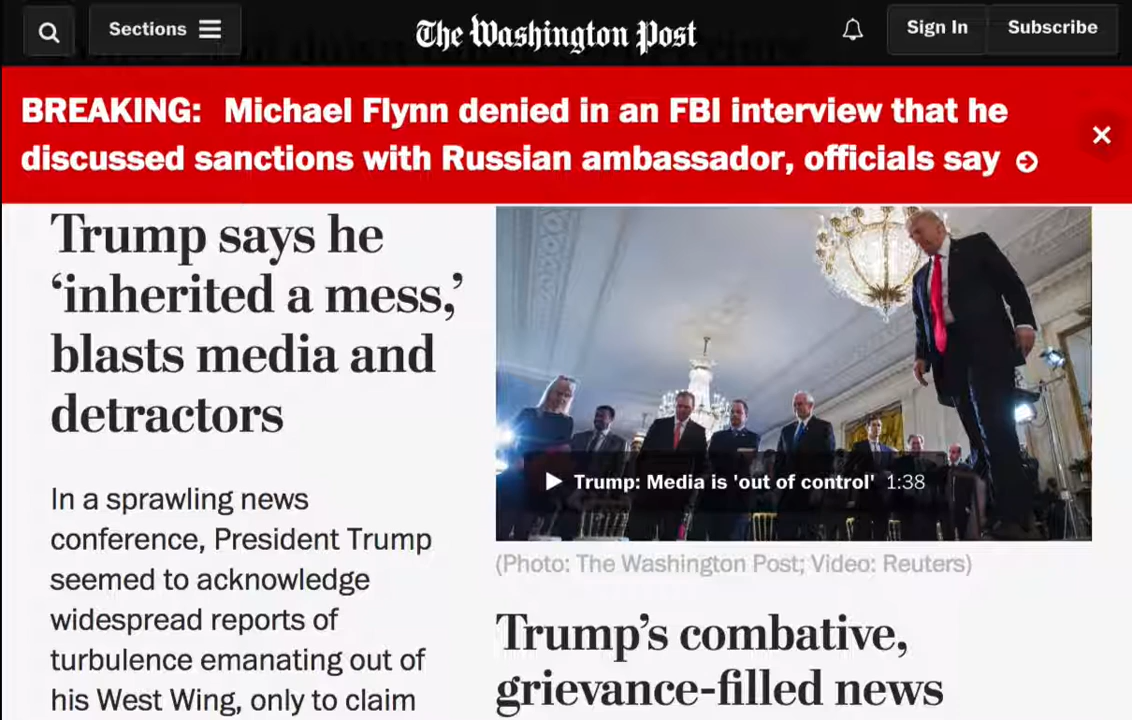 Sections
The Washington Post
Sign In
Subscribe
BREAKING: Michael Flynn denied in an FBI interview that he
discussed sanctions with Russian ambassador, officials say
Trump says he
‘inherited a mess,’
blasts media and
detractors
In a sprawling news
conference, President Trump
seemed to acknowledge
widespread reports of
turbulence emanating out of
his West Wing, only to claim
Trump: Media is 'out of control' 1:38
(Photo: The Washington Post; Video: Reuters)
Trump’s combative,
grievance-filled news